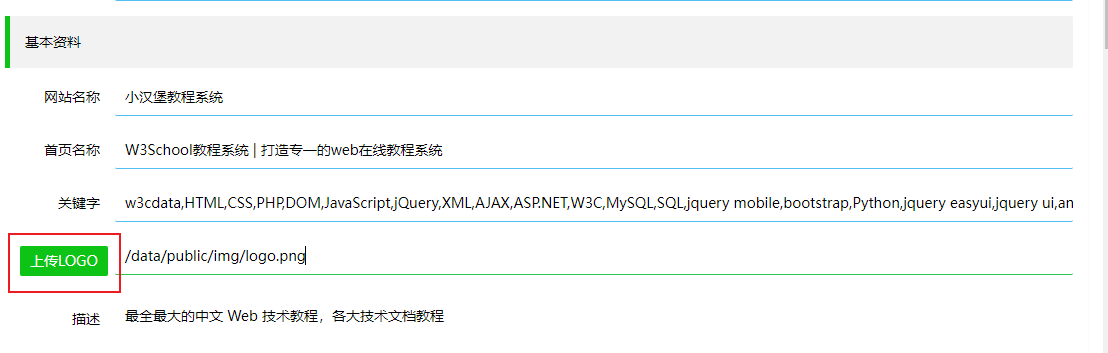 基本资料
网站名称 小汉堡教程系统
首页名称 W3School教程系统 | 打造专一的web在线教程系统
关键字 w3cdata,HTML,CSS,PHP,DOM,JavaScript,jQuery,XML,AJAX,ASP.NET,W3C,MySQL,SQL,jquery mobile,bootstrap,Python,jquery easyui,jquery ui,an
上传LOGO /data/public/img/logo.png
描述 最全最大的中文 Web 技术教程，各大技术文档教程